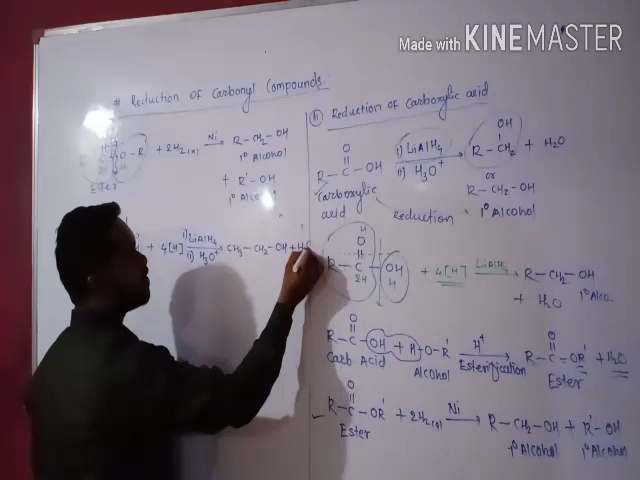 Made with KINEMASTER
# Reduction of Carbonyl Compounds
O-R' + 2H₂(g) Ni → R-CH₂-OH
1° Alcohol
Ester
+ R'-OH
1° Alcohol
+ 4[H] i) LiAlH₄ ii) H₃O⁺ → CH₃-CH₂-OH + H
Reduction of Carboxylic acid
O
||
R-C-OH i) LiAlH₄ ii) H₃O⁺ → R-CH₂ + H₂O
OH
Carboxylic acid
or
R-CH₂-OH
Reduction → 1° Alcohol
H
O
||
R-C-OH + 4[H] LiAlH₄ → R-CH₂-OH
2H H
+ H₂O 1° Alco.
O
||
R-C-OH + H-O-R' H⁺ → R-C-OR' + H₂O
Carb Acid Alcohol Esterification Ester
O
||
R-C-OR' + 2H₂(g) Ni → R-CH₂-OH + R'-OH
Ester 1° Alcohol 1° Alcohol